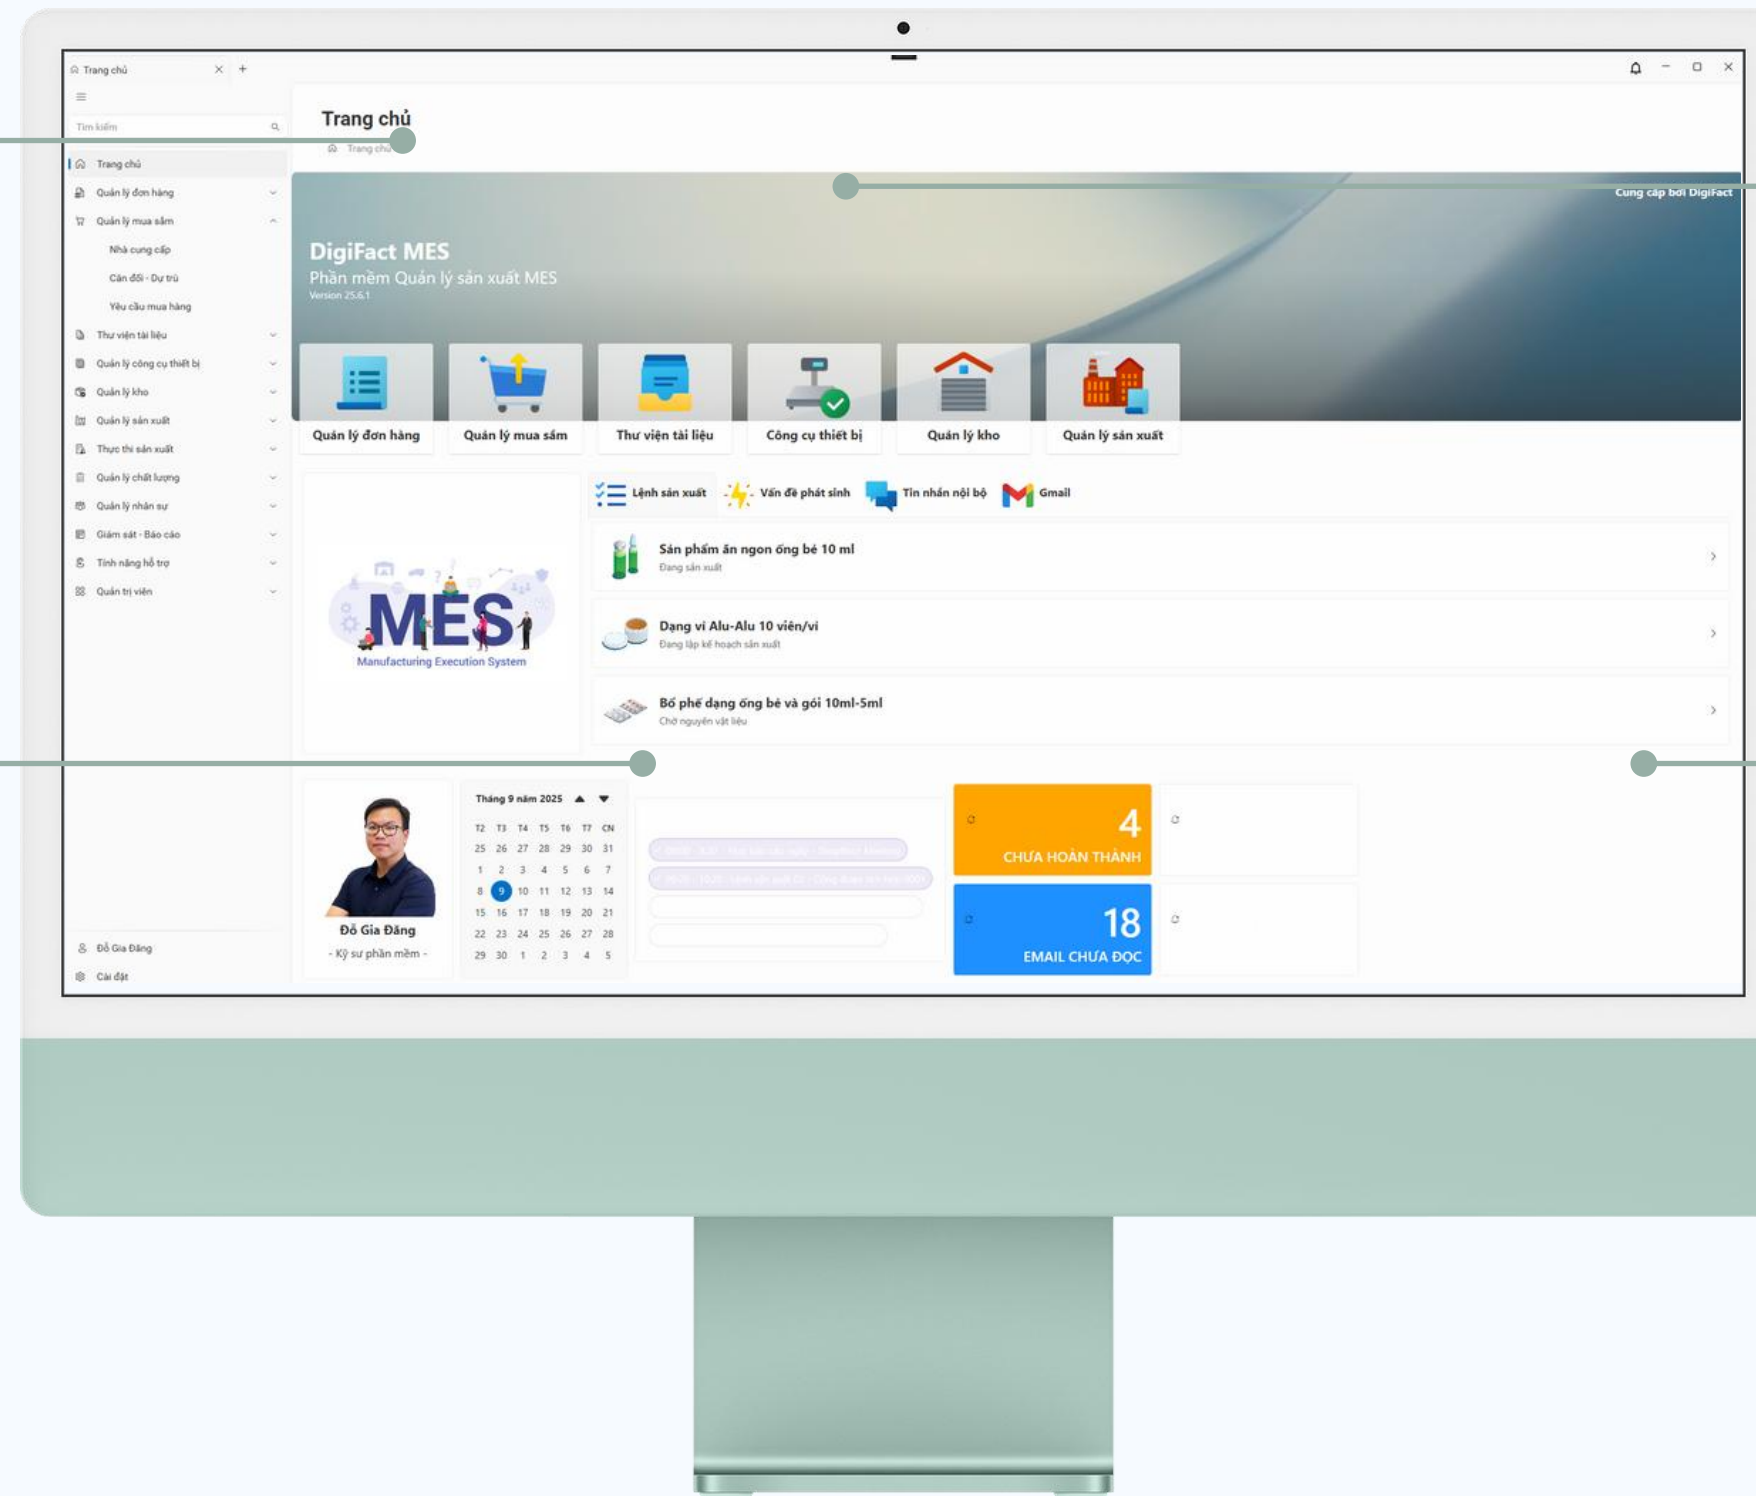 Trang chủ
Tìm kiếm
Trang chủ
Quản lý đơn hàng
Quản lý mua sắm
Nhà cung cấp
Cân đối - Dự trù
Yêu cầu mua hàng
Thư viện tài liệu
Quản lý công cụ thiết bị
Quản lý kho
Quản lý sản xuất
Thực thi sản xuất
Quản lý chất lượng
Quản lý nhân sự
Giám sát - Báo cáo
Tính năng hỗ trợ
Quản trị viên
Đỗ Gia Đăng
Cài đặt
Trang chủ
Trang chủ
Cung cấp bởi DigiFact
DigiFact MES
Phần mềm Quản lý sản xuất MES
Version 25.6.1
Quản lý đơn hàng
Quản lý mua sắm
Thư viện tài liệu
Công cụ thiết bị
Quản lý kho
Quản lý sản xuất
MES
Manufacturing Execution System
Lệnh sản xuất
Vấn đề phát sinh
Tin nhắn nội bộ
Gmail
Sản phẩm ăn ngon ống bẻ 10 ml
Đang sản xuất
Dạng vỉ Alu-Alu 10 viên/vỉ
Đang lập kế hoạch sản xuất
Bổ phế dạng ống bẻ và gói 10ml-5ml
Chờ nguyên vật liệu
Đỗ Gia Đăng
- Kỹ sư phần mềm -
Tháng 9 năm 2025
T2 T3 T4 T5 T6 T7 CN
25 26 27 28 29 30 31
1 2 3 4 5 6 7
8 9 10 11 12 13 14
15 16 17 18 19 20 21
22 23 24 25 26 27 28
29 30 1 2 3 4 5
4
CHƯA HOÀN THÀNH
18
EMAIL CHƯA ĐỌC